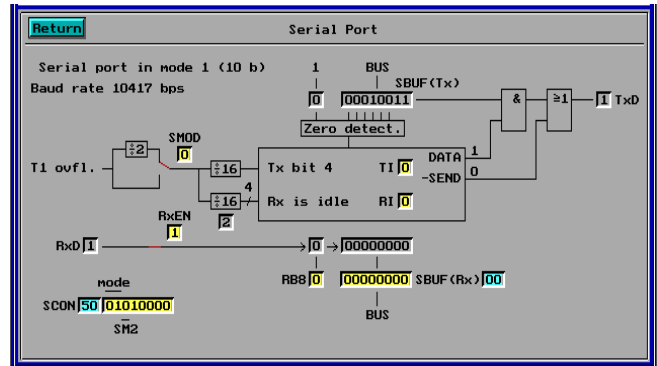 Return
Serial Port
Serial port in mode 1 (10 b)
1
BUS
Baud rate 10417 bps
SBUF(Tx)
0
00010011
&
≥1
1 TxD
Zero detect.
÷2
SMOD
0
T1 ovfl.
÷16
Tx bit 4
TI 0
DATA
1
-SEND
0
4
÷16
Rx is idle
RI 0
2
RxEN
1
RxD 1
0
00000000
RB8 0
00000000
SBUF(Rx) 00
mode
SCON 50 01010000
SM2
BUS